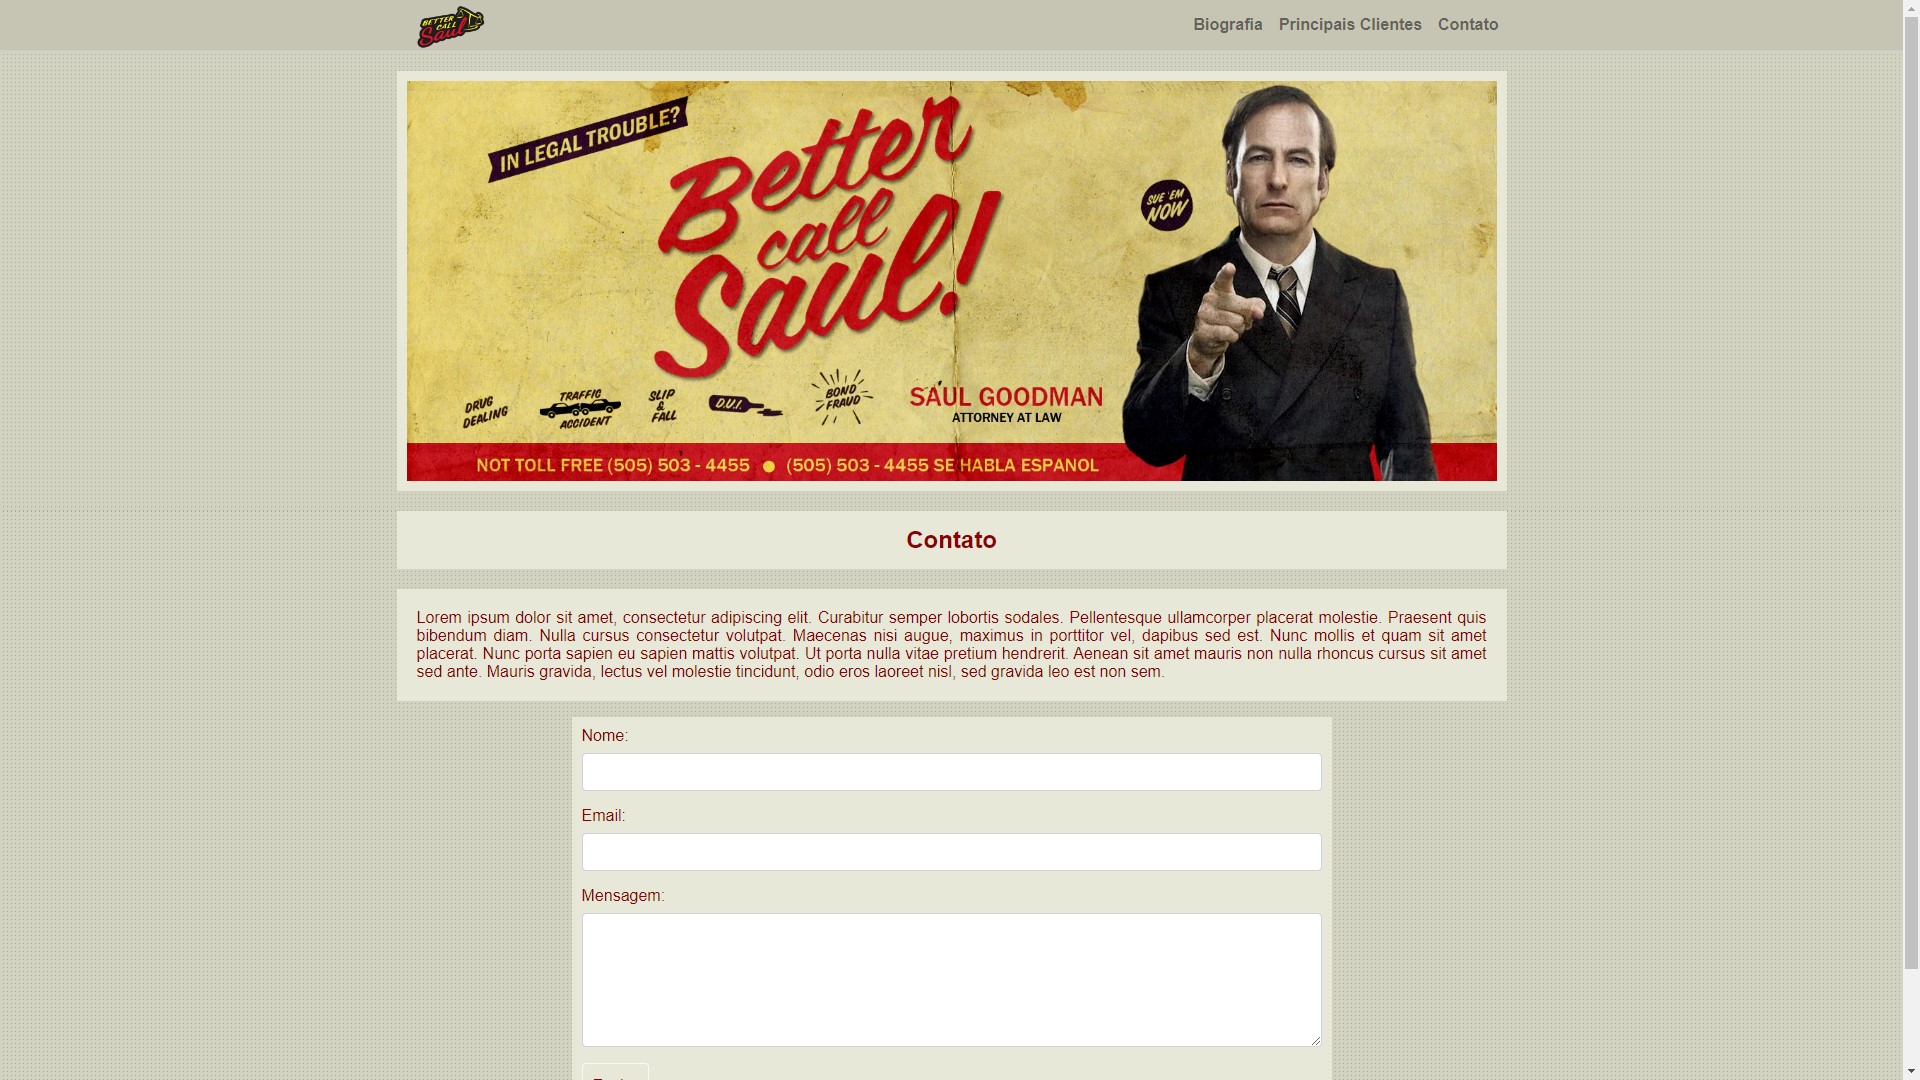 BETTER
CALL
Saul
Biografia
Principais Clientes
Contato
IN LEGAL TROUBLE?
Better
call
Saul!
SUE 'EM
NOW
DRUG
DEALING
TRAFFIC
ACCIDENT
SLIP
&
FALL
D.U.I.
BOND
FRAUD
SAUL GOODMAN
ATTORNEY AT LAW
NOT TOLL FREE (505) 503 - 4455 ● (505) 503 - 4455 SE HABLA ESPANOL
Contato
Lorem ipsum dolor sit amet, consectetur adipiscing elit. Curabitur semper lobortis sodales. Pellentesque ullamcorper placerat molestie. Praesent quis
bibendum diam. Nulla cursus consectetur volutpat. Maecenas nisi augue, maximus in porttitor vel, dapibus sed est. Nunc mollis et quam sit amet
placerat. Nunc porta sapien eu sapien mattis volutpat. Ut porta nulla vitae pretium hendrerit. Aenean sit amet mauris non nulla rhoncus cursus sit amet
sed ante. Mauris gravida, lectus vel molestie tincidunt, odio eros laoreet nisl, sed gravida leo est non sem.
Nome:
Email:
Mensagem: